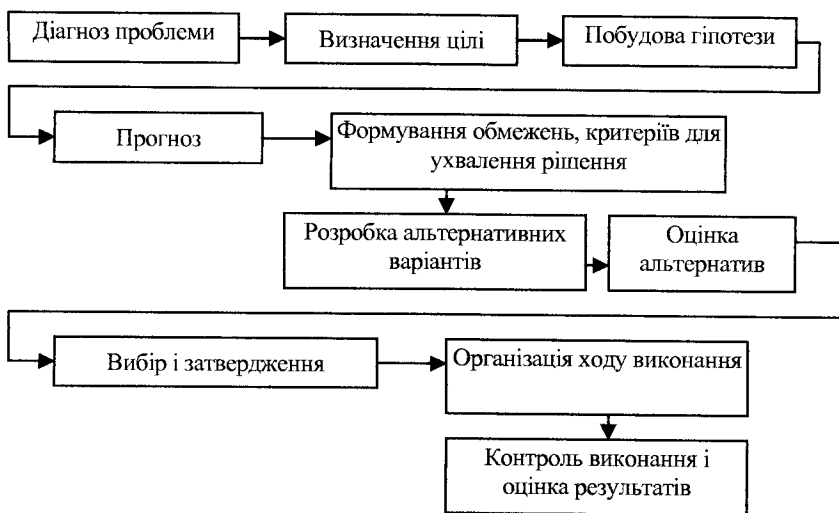 Діагноз проблеми
Визначення цілі
Побудова гіпотези
Прогноз
Формування обмежень, критеріїв для
ухвалення рішення
Розробка альтернативних
варіантів
Оцінка
альтернатив
Вибір і затвердження
Організація ходу виконання
Контроль виконання і
оцінка результатів